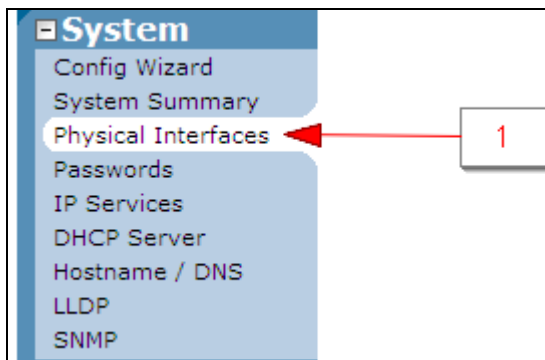 System
Config Wizard
System Summary
Physical Interfaces
1
Passwords
IP Services
DHCP Server
Hostname / DNS
LLDP
SNMP